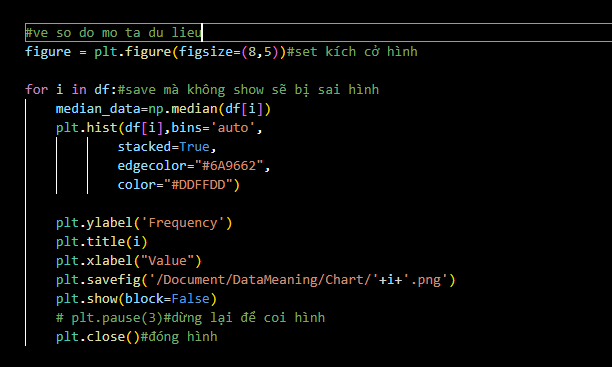 #ve so do mo ta du lieu
figure = plt.figure(figsize=(8,5))#set kích cở hình
for i in df:#save mà không show sẽ bị sai hình
median_data=np.median(df[i])
plt.hist(df[i],bins='auto',
stacked=True,
edgecolor="#6A9662",
color="#DDFFDD")
plt.ylabel('Frequency')
plt.title(i)
plt.xlabel("Value")
plt.savefig('/Document/DataMeaning/Chart/'+i+'.png')
plt.show(block=False)
# plt.pause(3)#dừng lại để coi hình
plt.close()#đóng hình